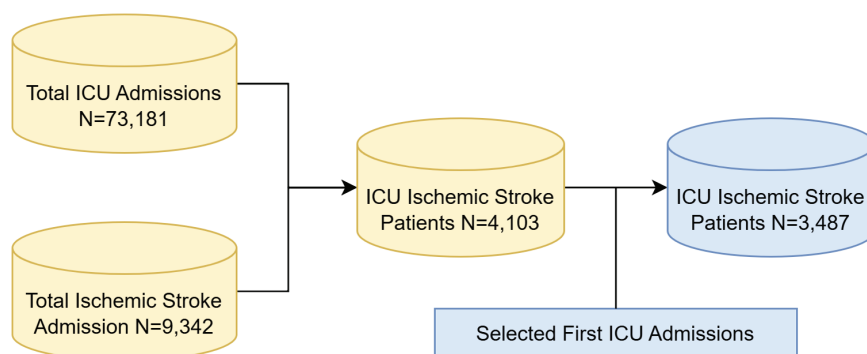 Total ICU Admissions
N=73,181
Total Ischemic Stroke
Admission N=9,342
ICU Ischemic Stroke
Patients N=4,103
ICU Ischemic Stroke
Patients N=3,487
Selected First ICU Admissions